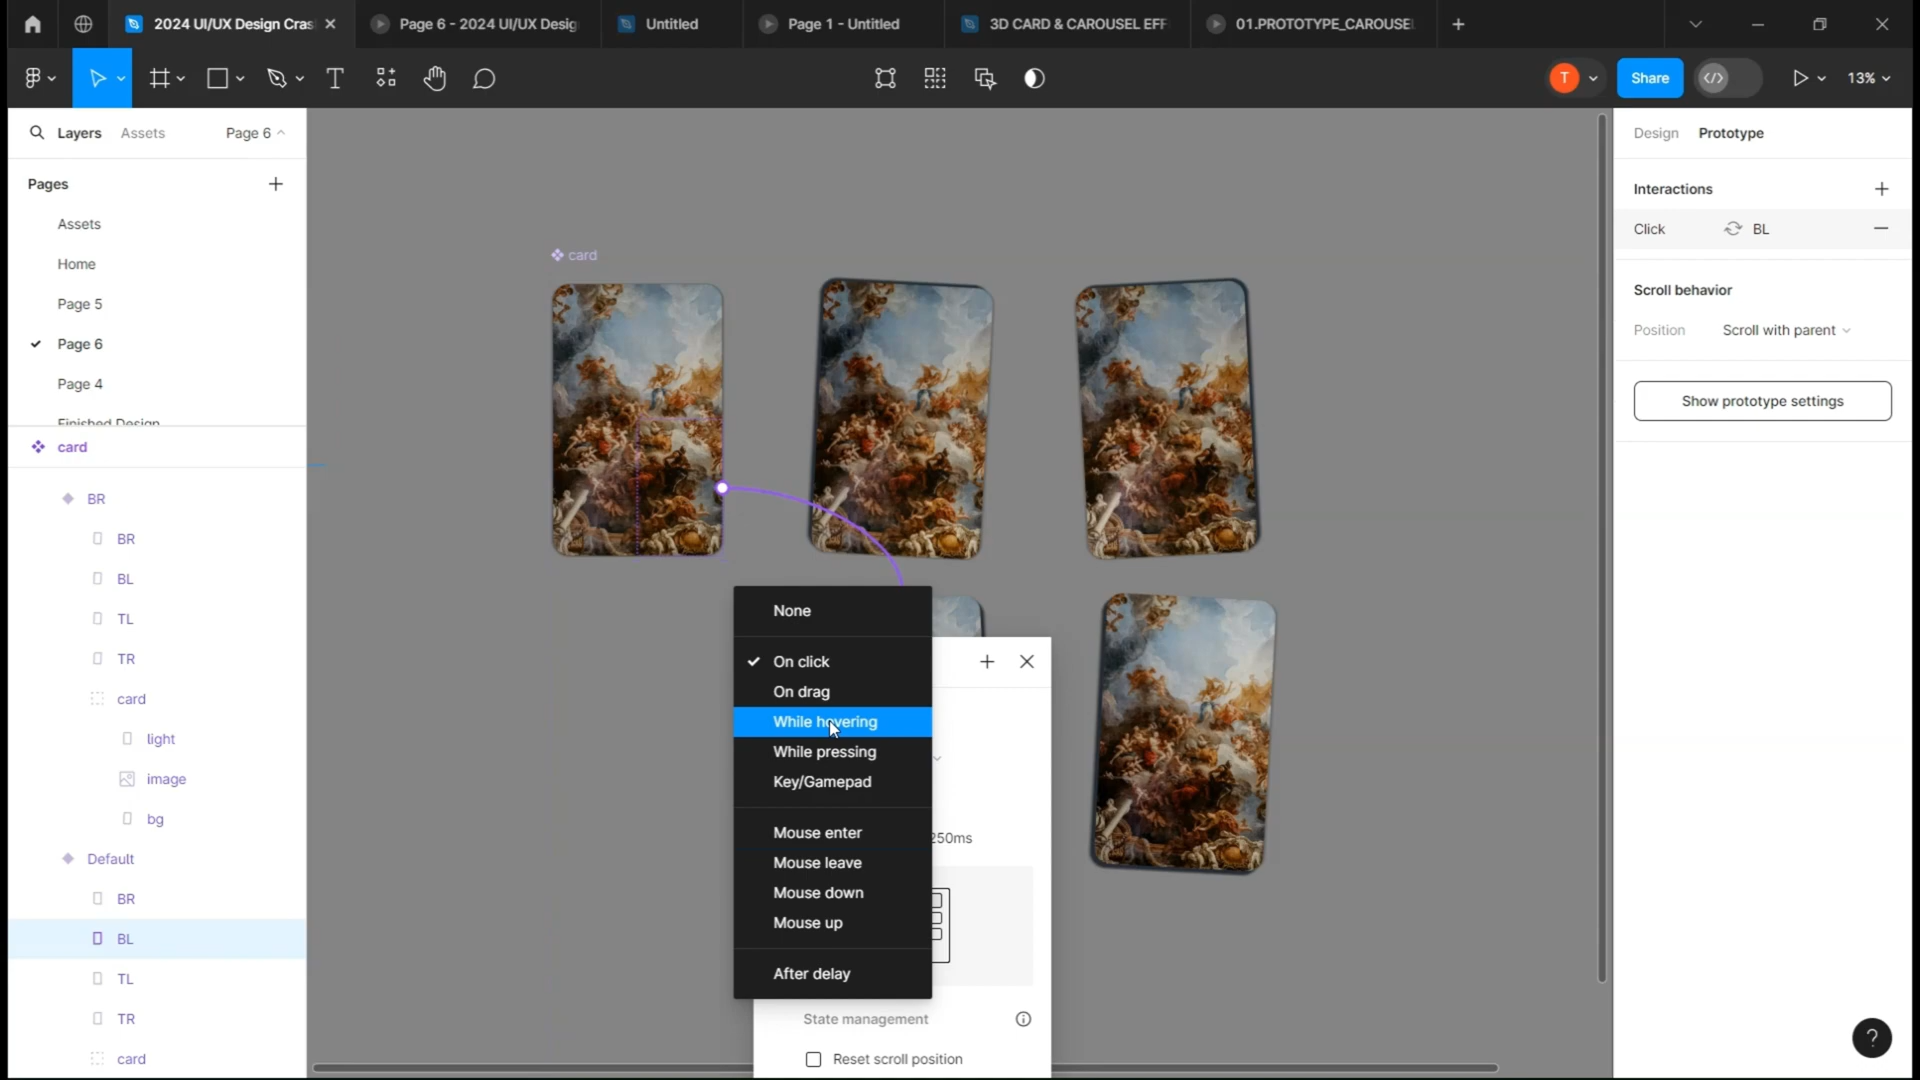 2024 UI/UX Design Cras
Page 6 - 2024 UI/UX Desig
Untitled
Page 1 - Untitled
3D CARD & CAROUSEL EFF
01.PROTOTYPE_CAROUSEL
T
Share
13%
Layers
Assets
Page 6
Pages
Assets
Home
Page 5
Page 6
Page 4
Finished Design
card
BR
BR
BL
TL
TR
card
light
image
bg
Default
BR
BL
TL
TR
card
card
None
On click
On drag
While hovering
While pressing
Key/Gamepad
Mouse enter
Mouse leave
Mouse down
Mouse up
After delay
250ms
State management
Reset scroll position
Design
Prototype
Interactions
Click
BL
Scroll behavior
Position
Scroll with parent
Show prototype settings
?